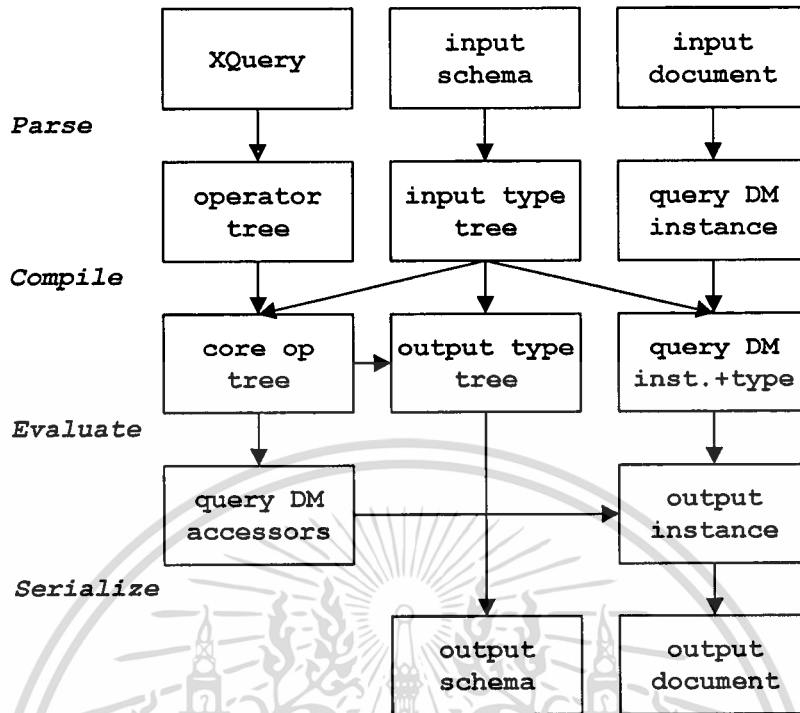 XQuery
input
schema
input
document
Parse
operator
tree
input type
tree
query DM
instance
Compile
core op
tree
output type
tree
query DM
inst.+type
Evaluate
query DM
accessors
output
instance
Serialize
output
schema
output
document